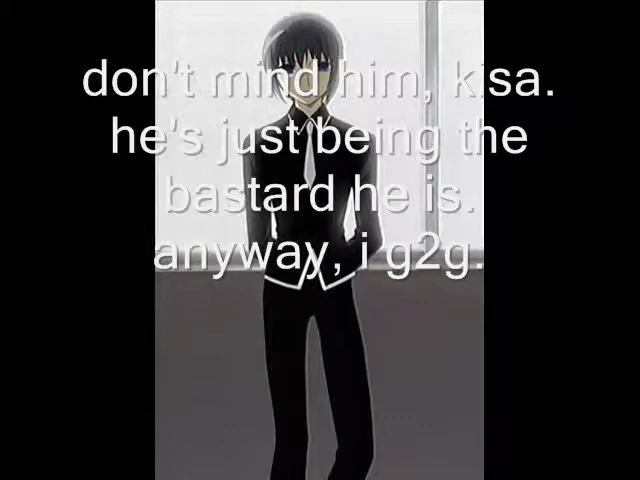 don't mind him, kisa.
he's just being the
bastard he is.
anyway, i g2g.